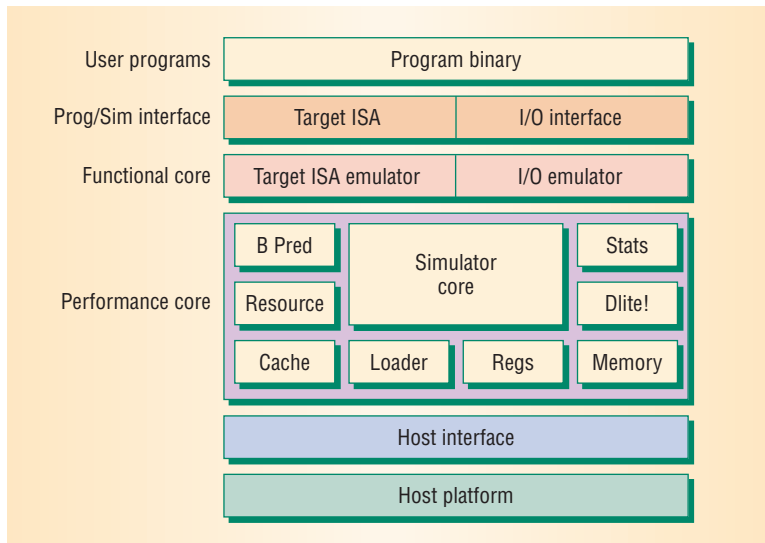 User programs
Program binary
Prog/Sim interface
Target ISA
I/O interface
Functional core
Target ISA emulator
I/O emulator
Performance core
B Pred
Simulator
core
Stats
Resource
Dlite!
Cache
Loader
Regs
Memory
Host interface
Host platform